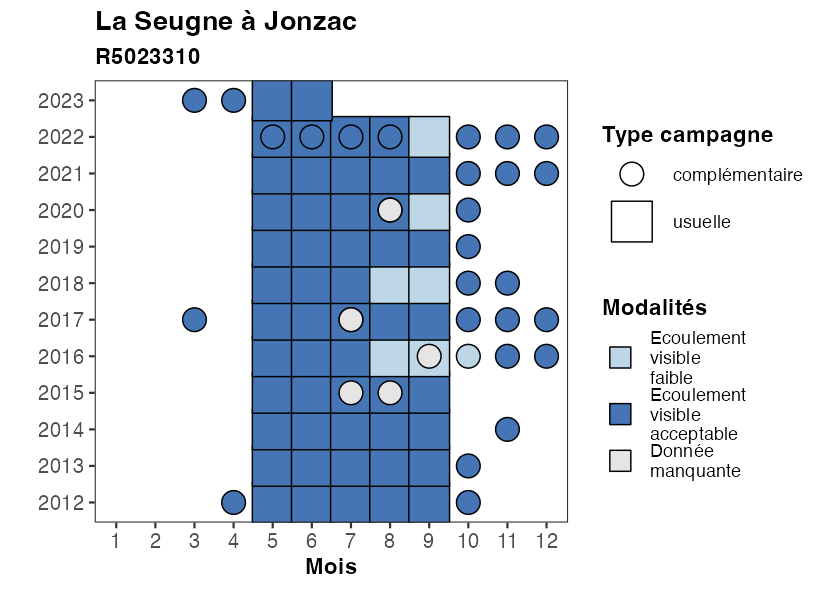 La Seugne à Jonzac
R5023310
2023
2022
2021
2020
2019
2018
2017
2016
2015
2014
2013
2012
1 2 3 4 5 6 7 8 9 10 11 12
Mois
Type campagne
complémentaire
usuelle
Modalités
Ecoulement
visible
faible
Ecoulement
visible
acceptable
Donnée
manquante